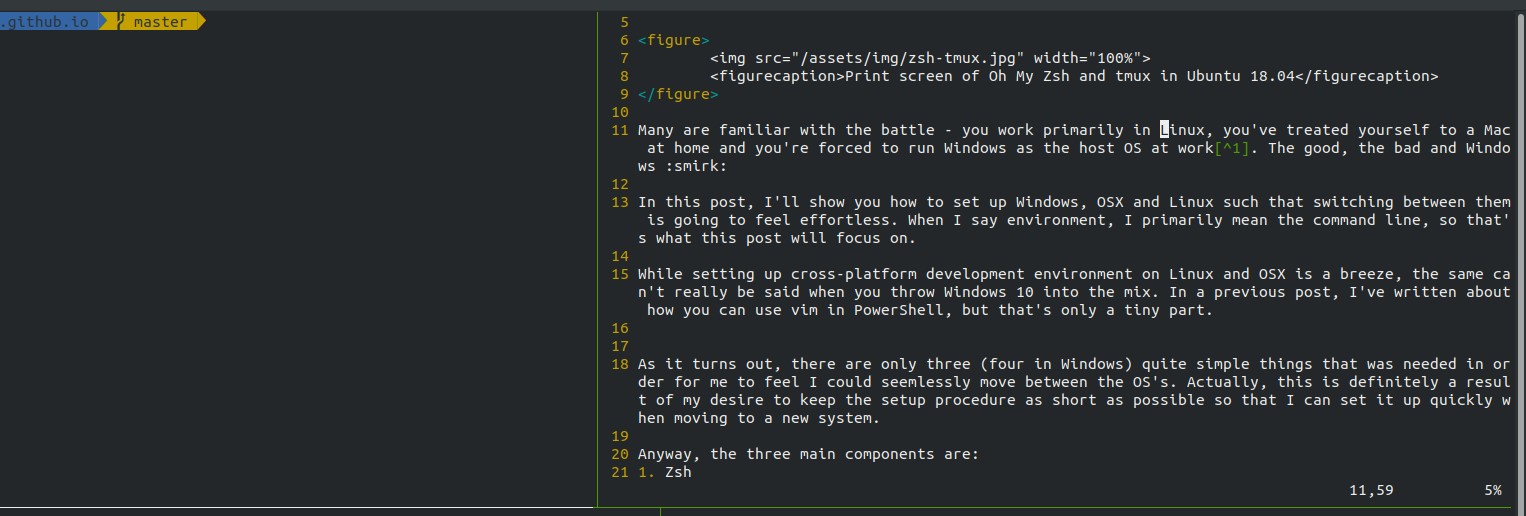 .github.io master
5
6 <figure>
7 <img src="/assets/img/zsh-tmux.jpg" width="100%">
8 <figurecaption>Print screen of Oh My Zsh and tmux in Ubuntu 18.04</figurecaption>
9 </figure>
10
11 Many are familiar with the battle - you work primarily in Linux, you've treated yourself to a Mac
at home and you're forced to run Windows as the host OS at work[^1]. The good, the bad and Windo
ws :smirk:
12
13 In this post, I'll show you how to set up Windows, OSX and Linux such that switching between them
is going to feel effortless. When I say environment, I primarily mean the command line, so that'
s what this post will focus on.
14
15 While setting up cross-platform development environment on Linux and OSX is a breeze, the same ca
n't really be said when you throw Windows 10 into the mix. In a previous post, I've written about
how you can use vim in PowerShell, but that's only a tiny part.
16
17
18 As it turns out, there are only three (four in Windows) quite simple things that was needed in or
der for me to feel I could seemlessly move between the OS's. Actually, this is definitely a resul
t of my desire to keep the setup procedure as short as possible so that I can set it up quickly w
hen moving to a new system.
19
20 Anyway, the three main components are:
21 1. Zsh
11,59 5%